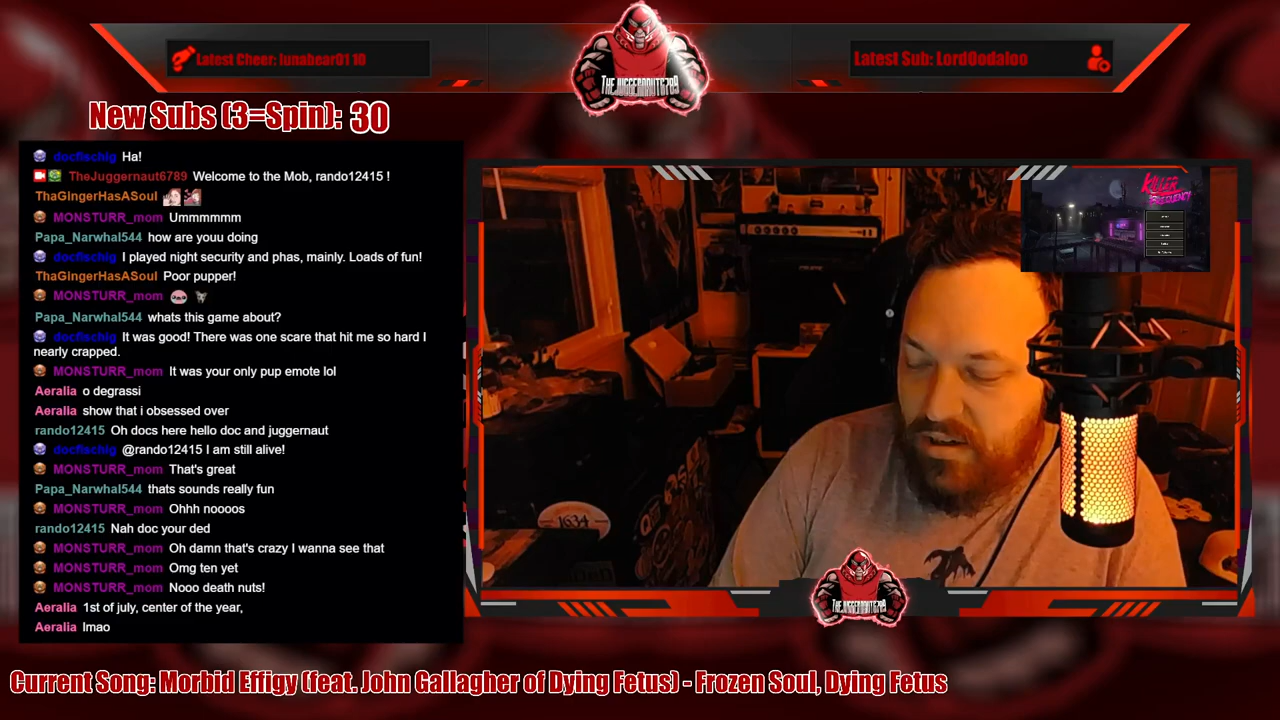 Latest Cheer: lunabear01 10
THEJUGGERNAUT6789
Latest Sub: LordOodaloo
New Subs (3=Spin): 30
docfischig Ha!
TheJuggernaut6789 Welcome to the Mob, rando12415 !
ThaGingerHasASoul
MONSTURR_mom Ummmmmm
Papa_Narwhal544 how are youu doing
docfischig I played night security and phas, mainly. Loads of fun!
ThaGingerHasASoul Poor pupper!
MONSTURR_mom
Papa_Narwhal544 whats this game about?
docfischig It was good! There was one scare that hit me so hard I
nearly crapped.
MONSTURR_mom It was your only pup emote lol
Aeralia o degrassi
Aeralia show that i obsessed over
rando12415 Oh docs here hello doc and juggernaut
docfischig @rando12415 I am still alive!
MONSTURR_mom That's great
Papa_Narwhal544 thats sounds really fun
MONSTURR_mom Ohhh noooos
rando12415 Nah doc your ded
MONSTURR_mom Oh damn that's crazy I wanna see that
MONSTURR_mom Omg ten yet
MONSTURR_mom Nooo death nuts!
Aeralia 1st of july, center of the year,
Aeralia lmao
KILLER
FREQUENCY
1634
THEJUGGERNAUT6789
Current Song: Morbid Effigy (feat. John Gallagher of Dying Fetus) - Frozen Soul, Dying Fetus